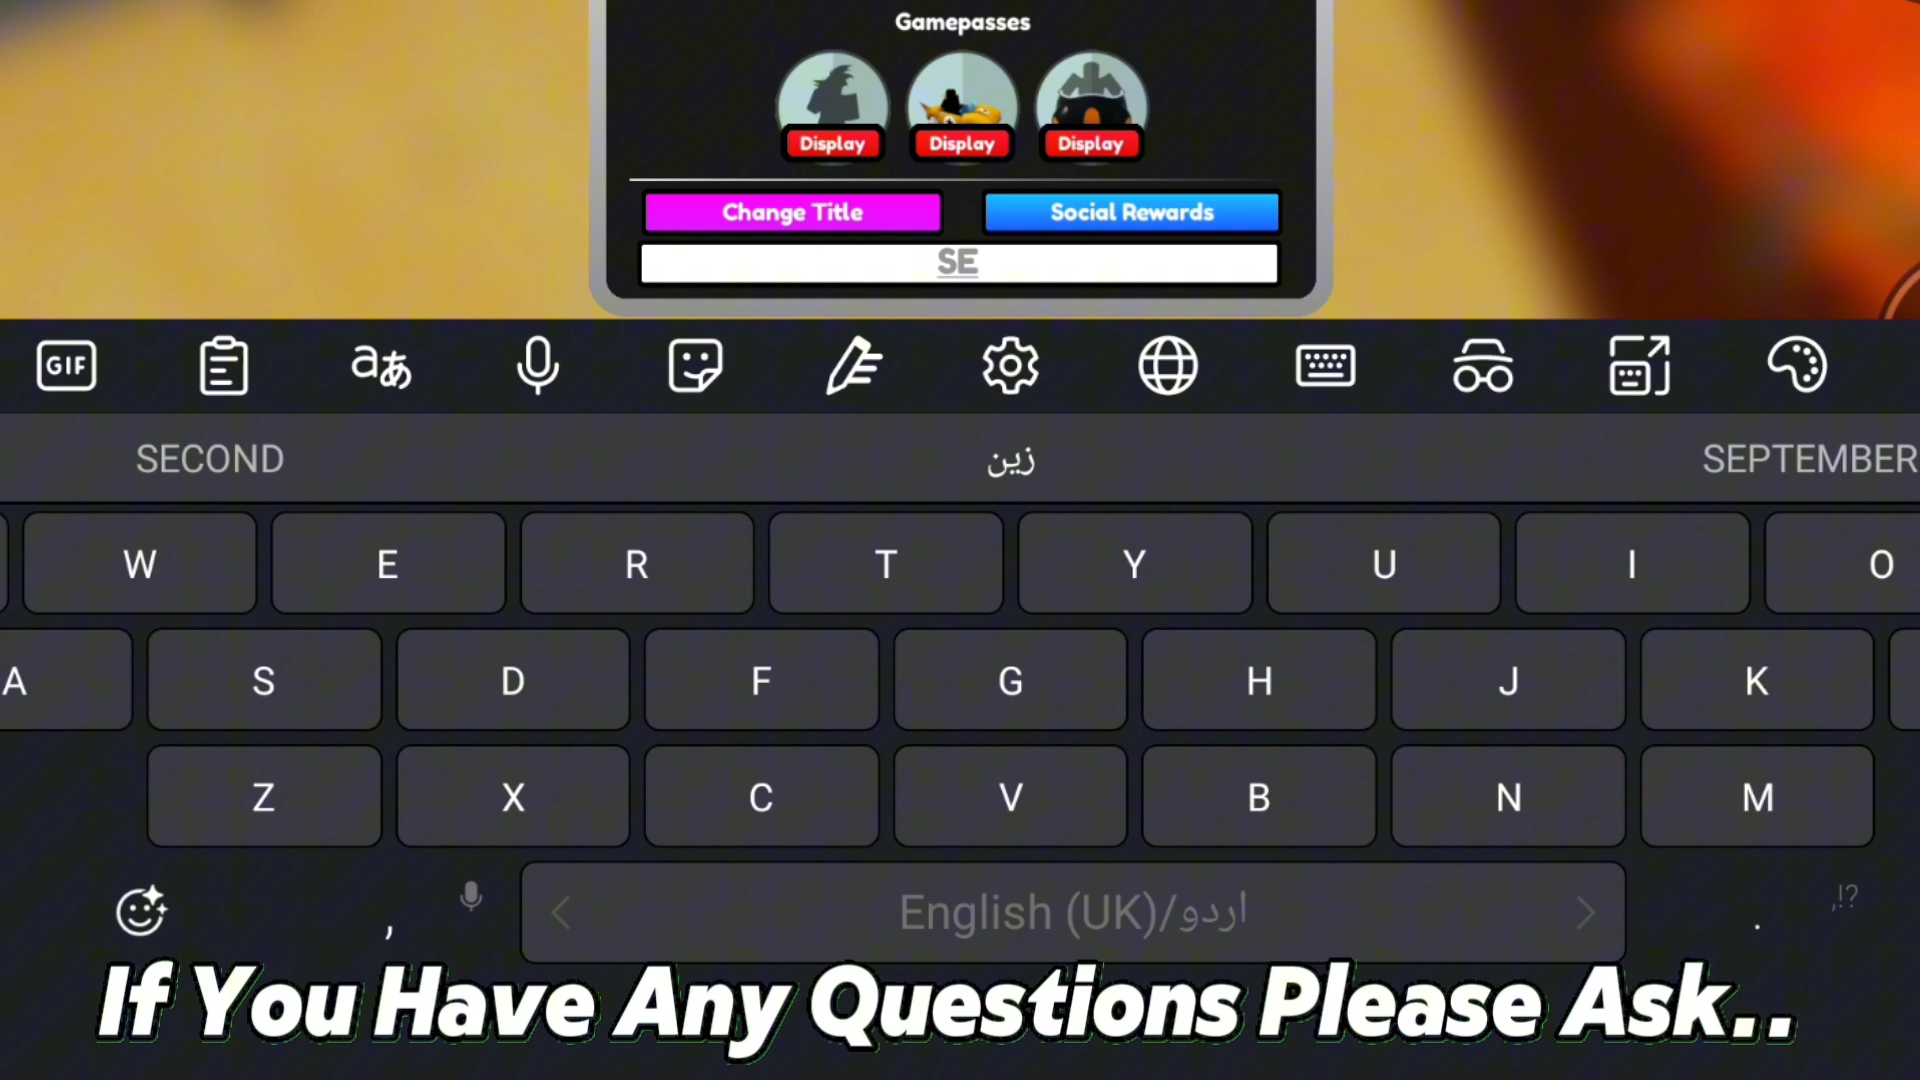 Gamepasses
Display Display Display
Change Title Social Rewards
SE
GIF aあ
SECOND زین SEPTEMBER
W E R T Y U I O
A S D F G H J K
Z X C V B N M
, English (UK)/اردو . ,!?
If You Have Any Questions Please Ask..